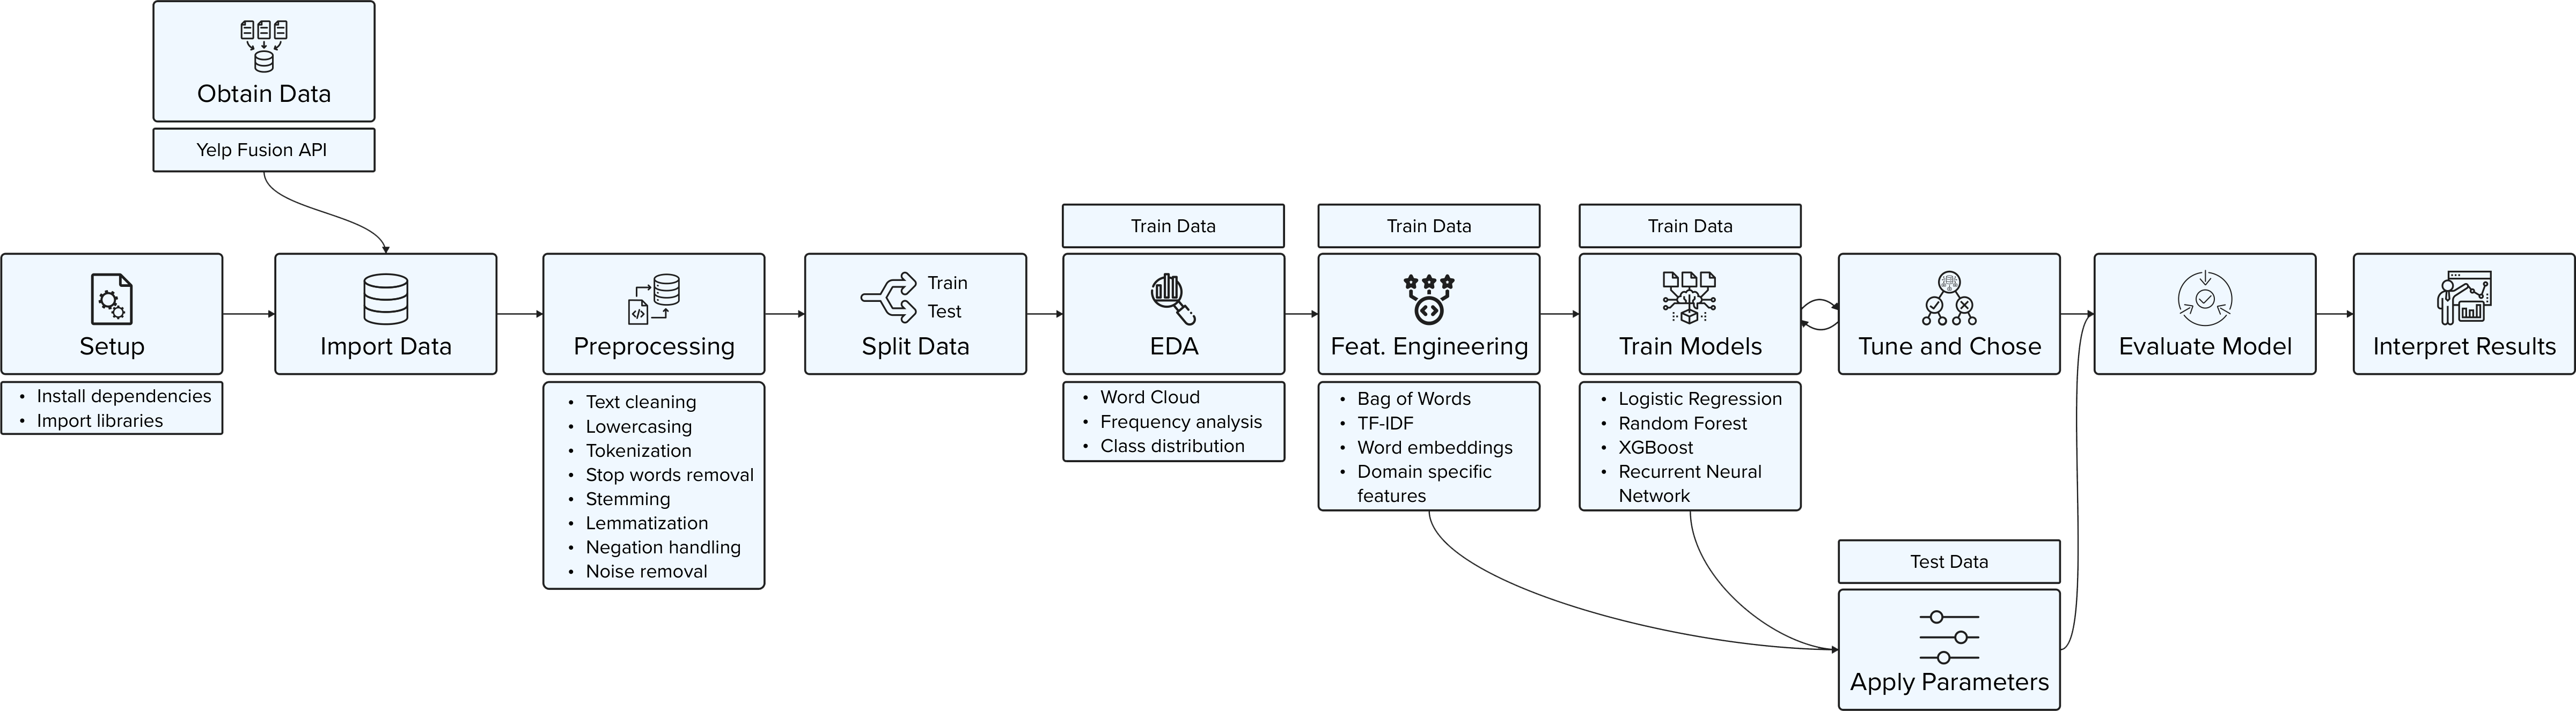 Obtain Data
Yelp Fusion API
Setup
• Install dependencies
• Import libraries
Import Data
Preprocessing
• Text cleaning
• Lowercasing
• Tokenization
• Stop words removal
• Stemming
• Lemmatization
• Negation handling
• Noise removal
Train
Test
Split Data
Train Data
EDA
• Word Cloud
• Frequency analysis
• Class distribution
Train Data
Feat. Engineering
• Bag of Words
• TF-IDF
• Word embeddings
• Domain specific
features
Train Data
Train Models
• Logistic Regression
• Random Forest
• XGBoost
• Recurrent Neural
Network
Tune and Chose
Test Data
Apply Parameters
Evaluate Model
Interpret Results